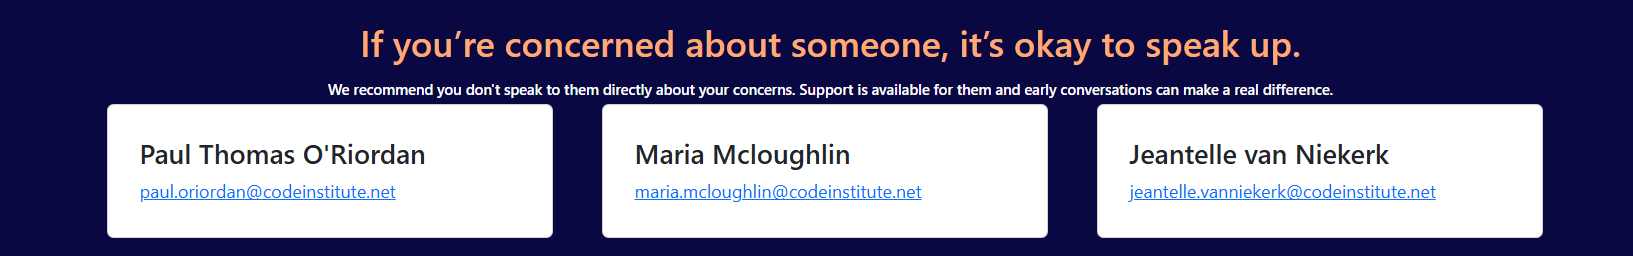 If you’re concerned about someone, it’s okay to speak up.
We recommend you don't speak to them directly about your concerns. Support is available for them and early conversations can make a real difference.
Paul Thomas O'Riordan
paul.oriordan@codeinstitute.net
Maria Mcloughlin
maria.mcloughlin@codeinstitute.net
Jeantelle van Niekerk
jeantelle.vanniekerk@codeinstitute.net